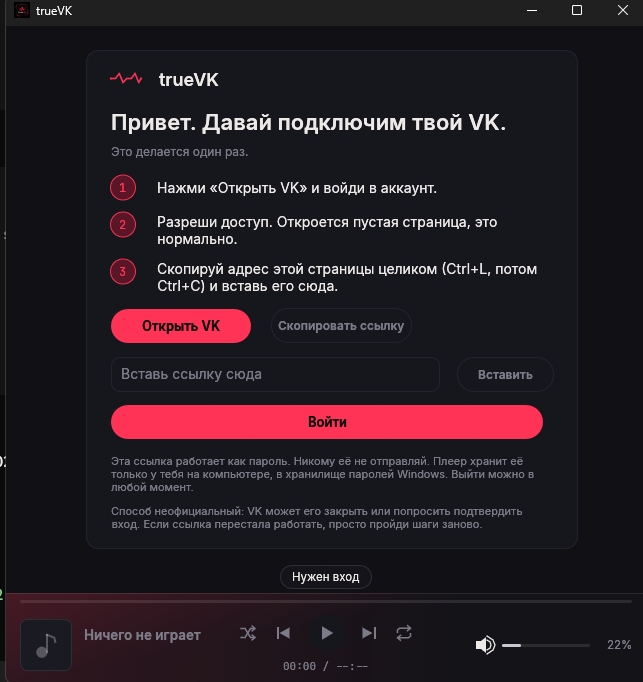 trueVK
trueVK
Привет. Давай подключим твой VK.
Это делается один раз.
1 Нажми «Открыть VK» и войди в аккаунт.
2 Разреши доступ. Откроется пустая страница, это
нормально.
3 Скопируй адрес этой страницы целиком (Ctrl+L, потом
Ctrl+C) и вставь его сюда.
Открыть VK Скопировать ссылку
Вставь ссылку сюда Вставить
Войти
Эта ссылка работает как пароль. Никому её не отправляй. Плеер хранит её
только у тебя на компьютере, в хранилище паролей Windows. Выйти можно в
любой момент.
Способ неофициальный: VK может его закрыть или попросить подтвердить
вход. Если ссылка перестала работать, просто пройди шаги заново.
Нужен вход
Ничего не играет
00:00 / --:--
22%